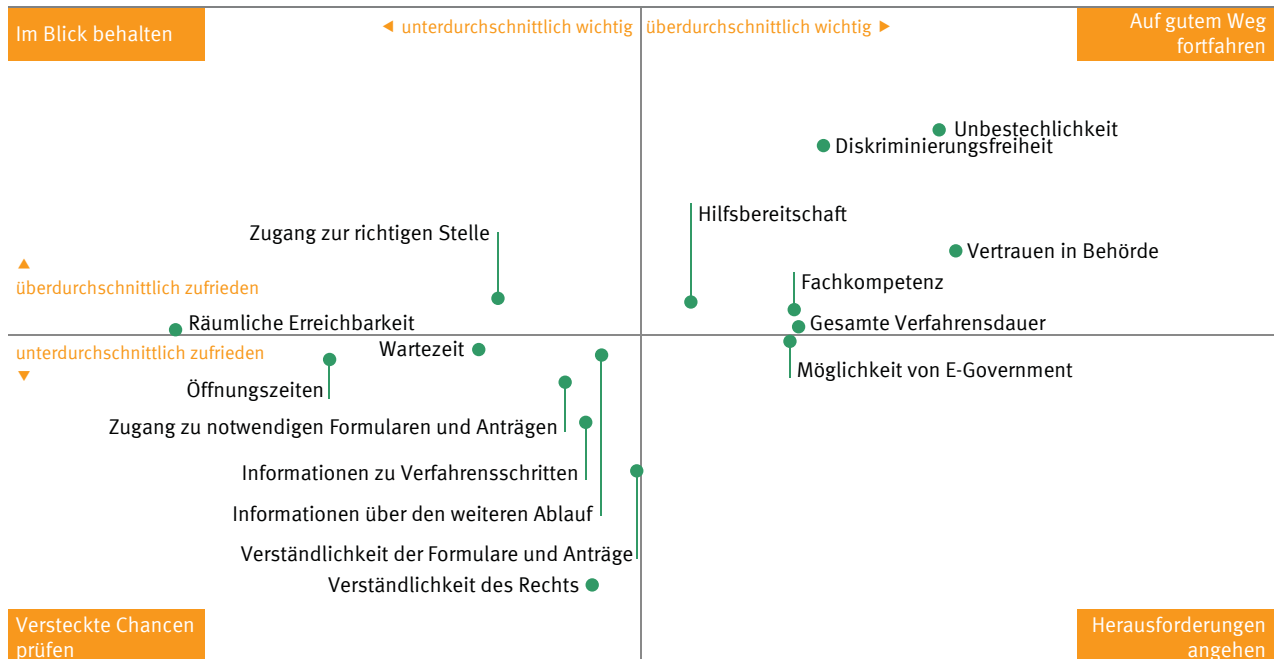 Im Blick behalten
◄ unterdurchschnittlich wichtig
überdurchschnittlich wichtig ►
Auf gutem Weg
fortfahren
Unbestechlichkeit
Diskriminierungsfreiheit
Hilfsbereitschaft
Zugang zur richtigen Stelle
Vertrauen in Behörde
▲
überdurchschnittlich zufrieden
Fachkompetenz
Räumliche Erreichbarkeit
Gesamte Verfahrensdauer
unterdurchschnittlich zufrieden
▼
Wartezeit
Möglichkeit von E-Government
Öffnungszeiten
Zugang zu notwendigen Formularen und Anträgen
Informationen zu Verfahrensschritten
Informationen über den weiteren Ablauf
Verständlichkeit der Formulare und Anträge
Verständlichkeit des Rechts
Versteckte Chancen
prüfen
Herausforderungen
angehen